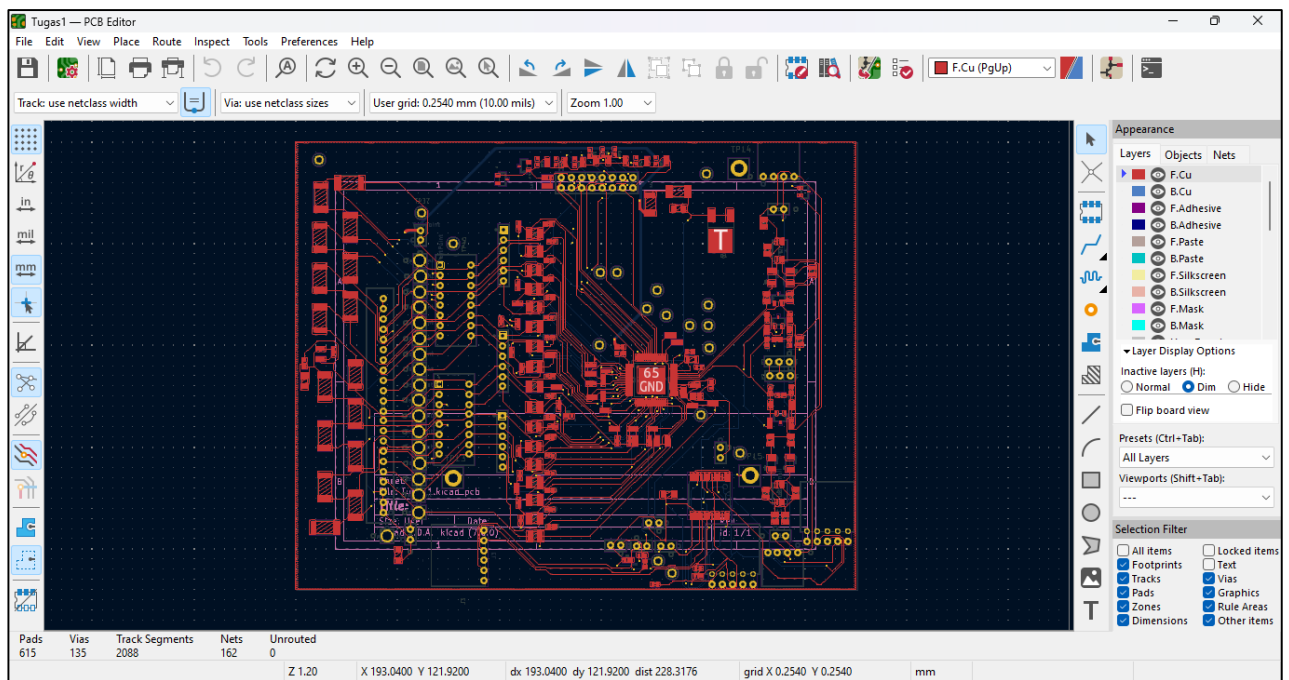 Tugas1 — PCB Editor
File Edit View Place Route Inspect Tools Preferences Help
F.Cu (PgUp)
Track: use netclass width Via: use netclass sizes User grid: 0.2540 mm (10.00 mils) Zoom 1.00
in
mil
mm
Appearance
Layers Objects Nets
F.Cu
B.Cu
F.Adhesive
B.Adhesive
F.Paste
B.Paste
F.Silkscreen
B.Silkscreen
F.Mask
B.Mask
Layer Display Options
Inactive layers (H):
Normal Dim Hide
Flip board view
Presets (Ctrl+Tab):
All Layers
Viewports (Shift+Tab):
---
Selection Filter
All items Locked items
Footprints Text
Tracks Vias
Pads Graphics
Zones Rule Areas
Dimensions Other items
TP14
T
65
GND
.kicad_pcb
Date
kicad
id: 1/1
Pads Vias Track Segments Nets Unrouted
615 135 2088 162 0
Z 1.20 X 193.0400 Y 121.9200 dx 193.0400 dy 121.9200 dist 228.3176 grid X 0.2540 Y 0.2540 mm